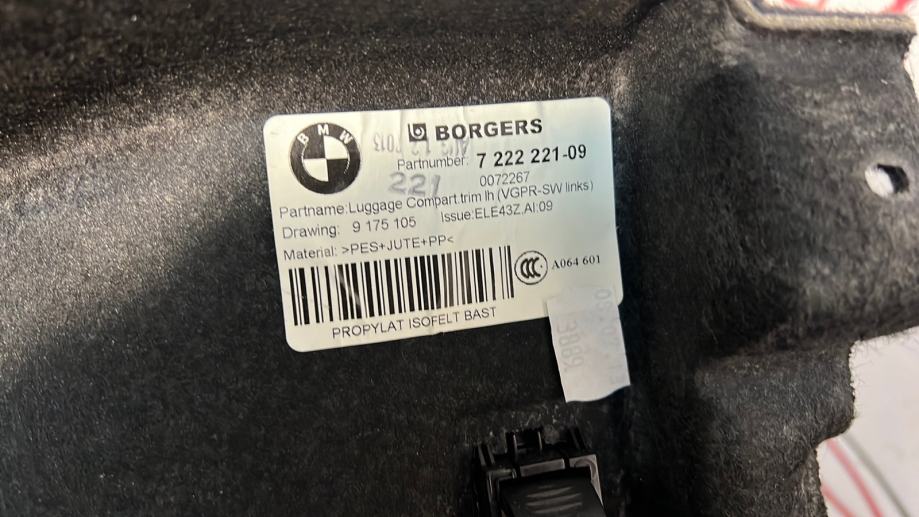 BMW
BORGERS
Partnumber: 7 222 221-09
0072267
221
Partname:Luggage Compart.trim lh (VGPR-SW links)
Drawing: 9 175 105 Issue:ELE43Z.AI:09
Material: >PES+JUTE+PP<
CCC A064 601
PROPYLAT ISOFELT BAST